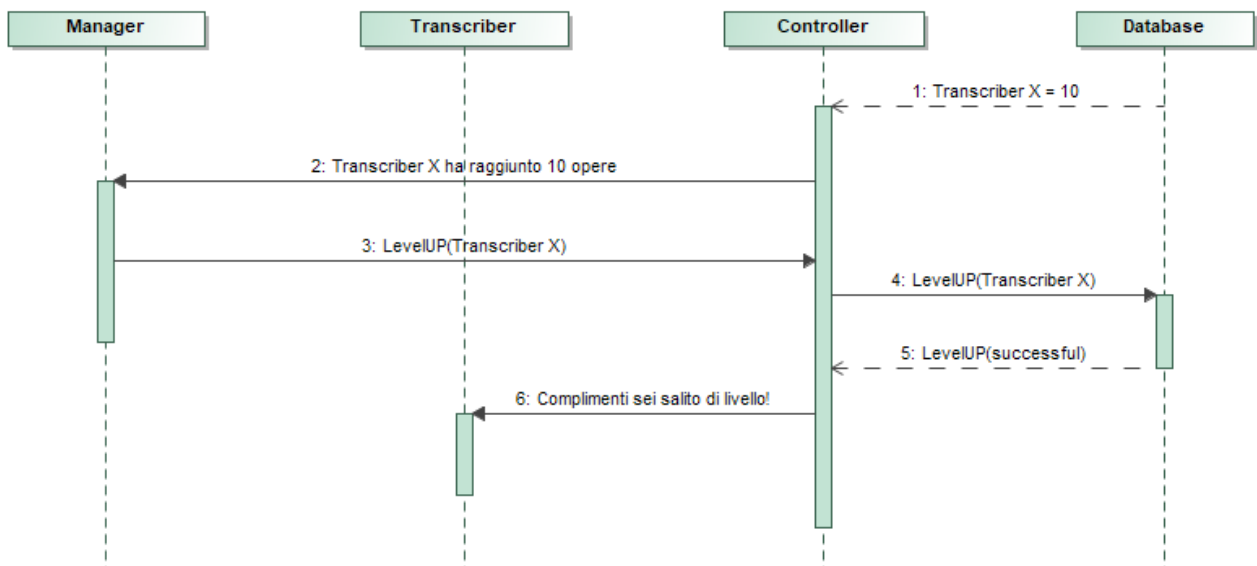 Manager
Transcriber
Controller
Database
1: Transcriber X = 10
2: Transcriber X ha raggiunto 10 opere
3: LevelUP(Transcriber X)
4: LevelUP(Transcriber X)
5: LevelUP(successful)
6: Complimenti sei salito di livello!